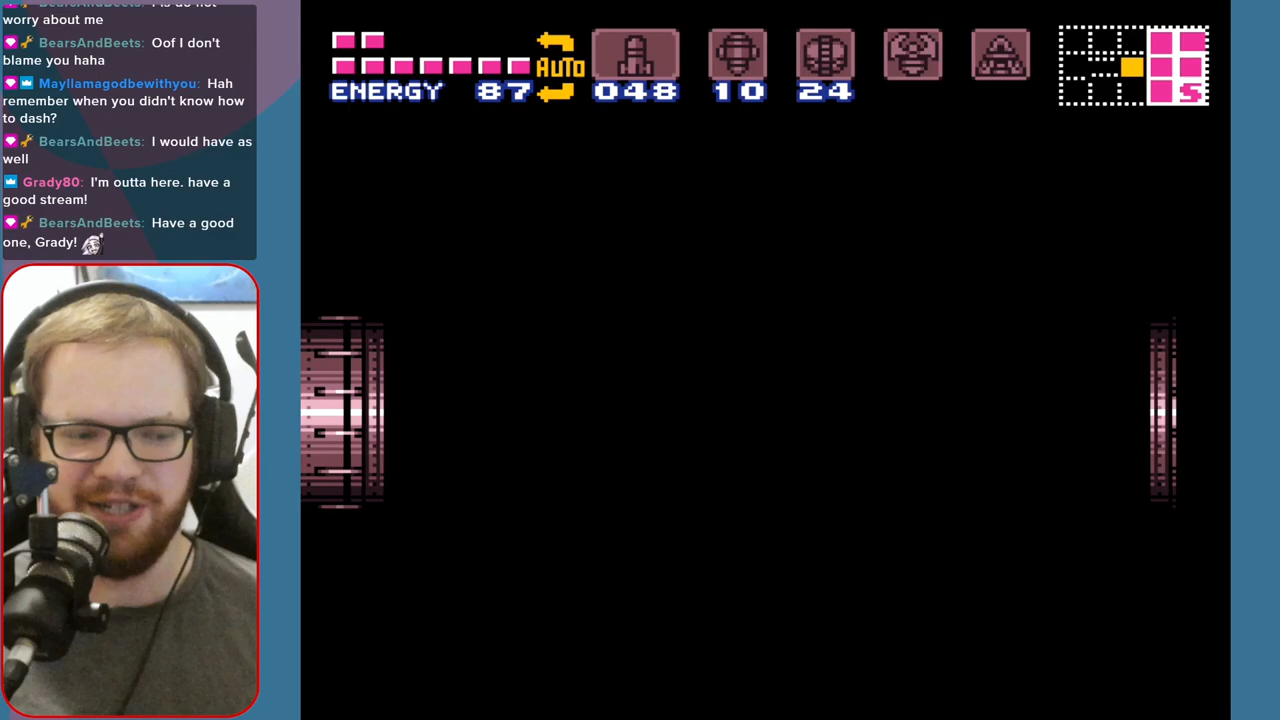 worry about me
BearsAndBeets: Oof I don't
blame you haha
Mayllamagodbewithyou: Hah
remember when you didn't know how
to dash?
BearsAndBeets: I would have as
well
Grady80: I'm outta here. have a
good stream!
BearsAndBeets: Have a good
one, Grady!
AUTO
ENERGY 87 048 10 24
S